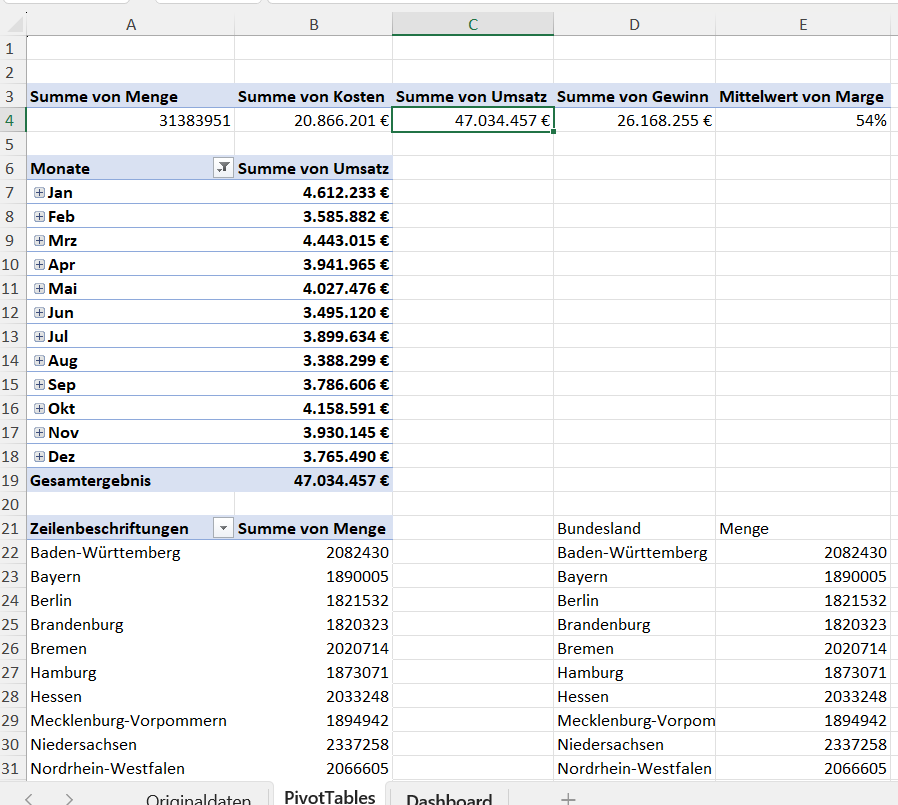 A B C D E
1
2
3 Summe von Menge Summe von Kosten Summe von Umsatz Summe von Gewinn Mittelwert von Marge
4 31383951 20.866.201 € 47.034.457 € 26.168.255 € 54%
5
6 Monate Summe von Umsatz
7 Jan 4.612.233 €
8 Feb 3.585.882 €
9 Mrz 4.443.015 €
10 Apr 3.941.965 €
11 Mai 4.027.476 €
12 Jun 3.495.120 €
13 Jul 3.899.634 €
14 Aug 3.388.299 €
15 Sep 3.786.606 €
16 Okt 4.158.591 €
17 Nov 3.930.145 €
18 Dez 3.765.490 €
19 Gesamtergebnis 47.034.457 €
20
21 Zeilenbeschriftungen Summe von Menge Bundesland Menge
22 Baden-Württemberg 2082430 Baden-Württemberg 2082430
23 Bayern 1890005 Bayern 1890005
24 Berlin 1821532 Berlin 1821532
25 Brandenburg 1820323 Brandenburg 1820323
26 Bremen 2020714 Bremen 2020714
27 Hamburg 1873071 Hamburg 1873071
28 Hessen 2033248 Hessen 2033248
29 Mecklenburg-Vorpommern 1894942 Mecklenburg-Vorpom 1894942
30 Niedersachsen 2337258 Niedersachsen 2337258
31 Nordrhein-Westfalen 2066605 Nordrhein-Westfalen 2066605
Originaldaten PivotTables Dashboard